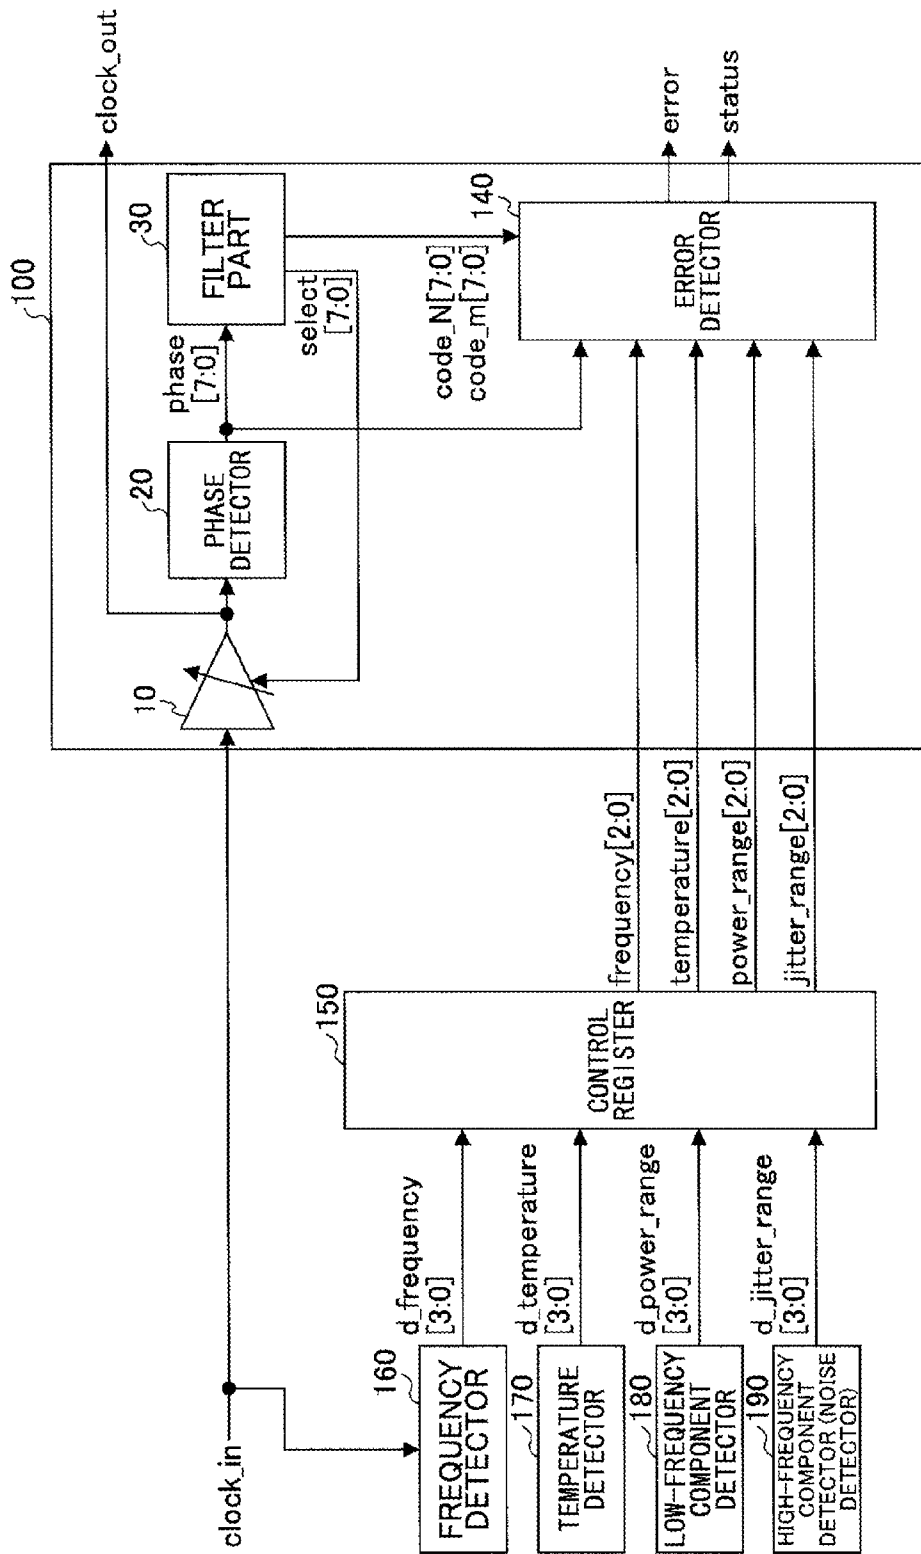 100
clock_out
10
20
PHASE
DETECTOR
phase
[7:0]
30
FILTER
PART
select
[7:0]
code_N[7:0]
code_m[7:0]
140
ERROR
DETECTOR
error
status
clock_in
160
FREQUENCY
DETECTOR
d_frequency
[3:0]
170
TEMPERATURE
DETECTOR
d_temperature
[3:0]
180
LOW-FREQUENCY
COMPONENT
DETECTOR
d_power_range
[3:0]
190
HIGH-FREQUENCY
COMPONENT
DETECTOR (NOISE
DETECTOR)
d_jitter_range
[3:0]
150
CONTROL
REGISTER
frequency[2:0]
temperature[2:0]
power_range[2:0]
jitter_range[2:0]